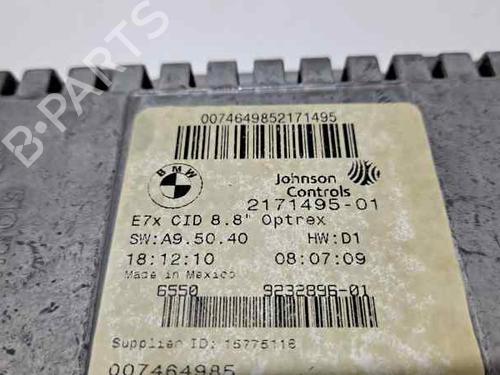 0074649852171495
BMW
Johnson
Controls
2171495-01
E7x CID 8.8" Optrex
SW:A9.50.40 HW:D1
18:12:10 08:07:09
Made in Mexico
6550 9232896-01
Supplier ID: 15775116
007464985
B-Parts